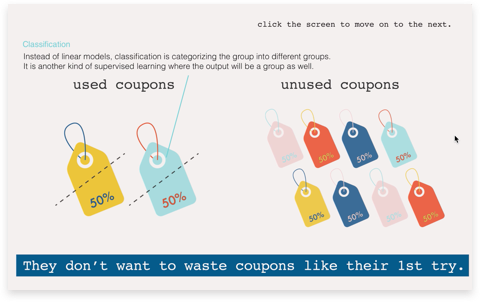 click the screen to move on to the next.
Classification
Instead of linear models, classification is categorizing the group into different groups.
It is another kind of supervised learning where the output will be a group as well.
used coupons
unused coupons
50%
50%
50%
50%
50%
50%
50%
50%
50%
50%
They don't want to waste coupons like their 1st try.